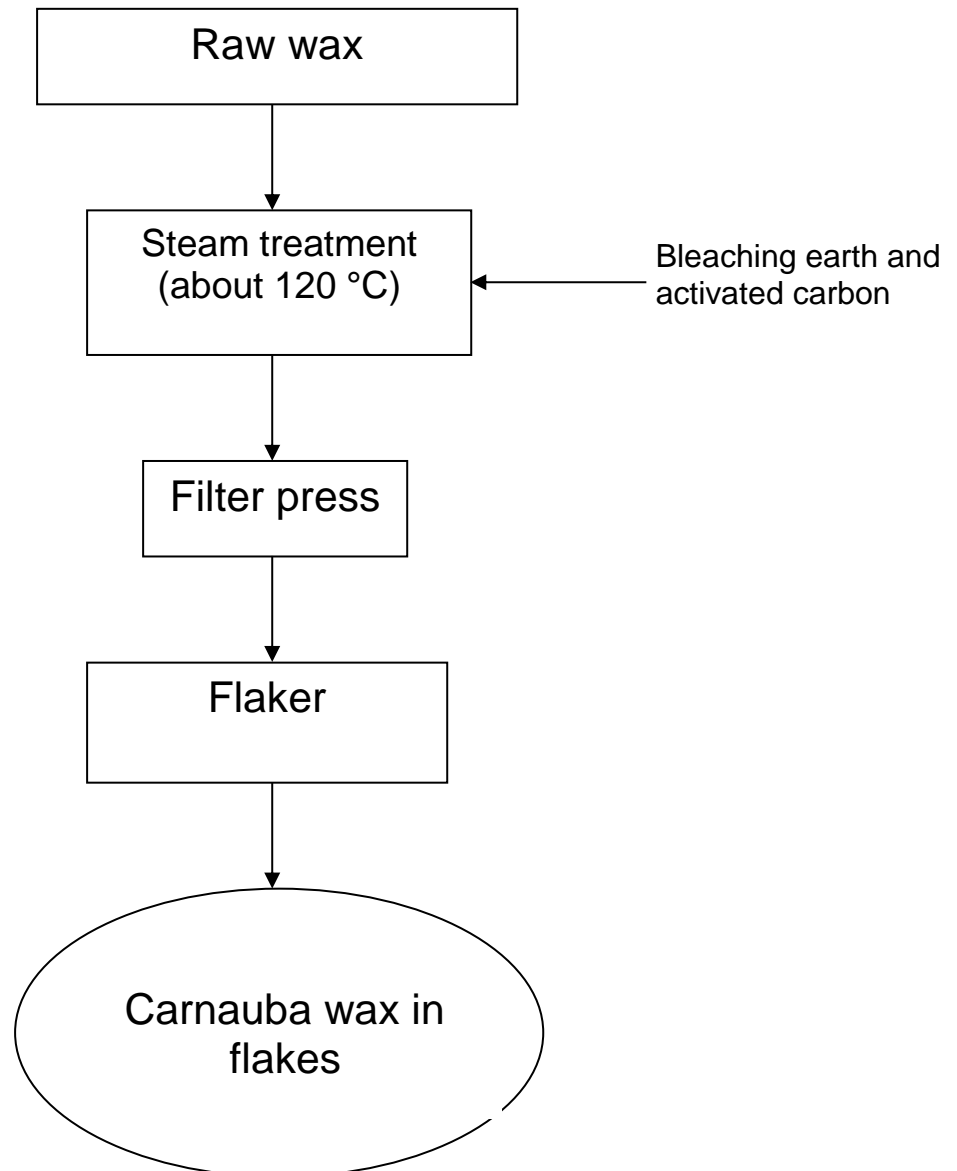 Raw wax
Steam treatment
(about 120 °C)
Bleaching earth and
activated carbon
Filter press
Flaker
Carnauba wax in
flakes